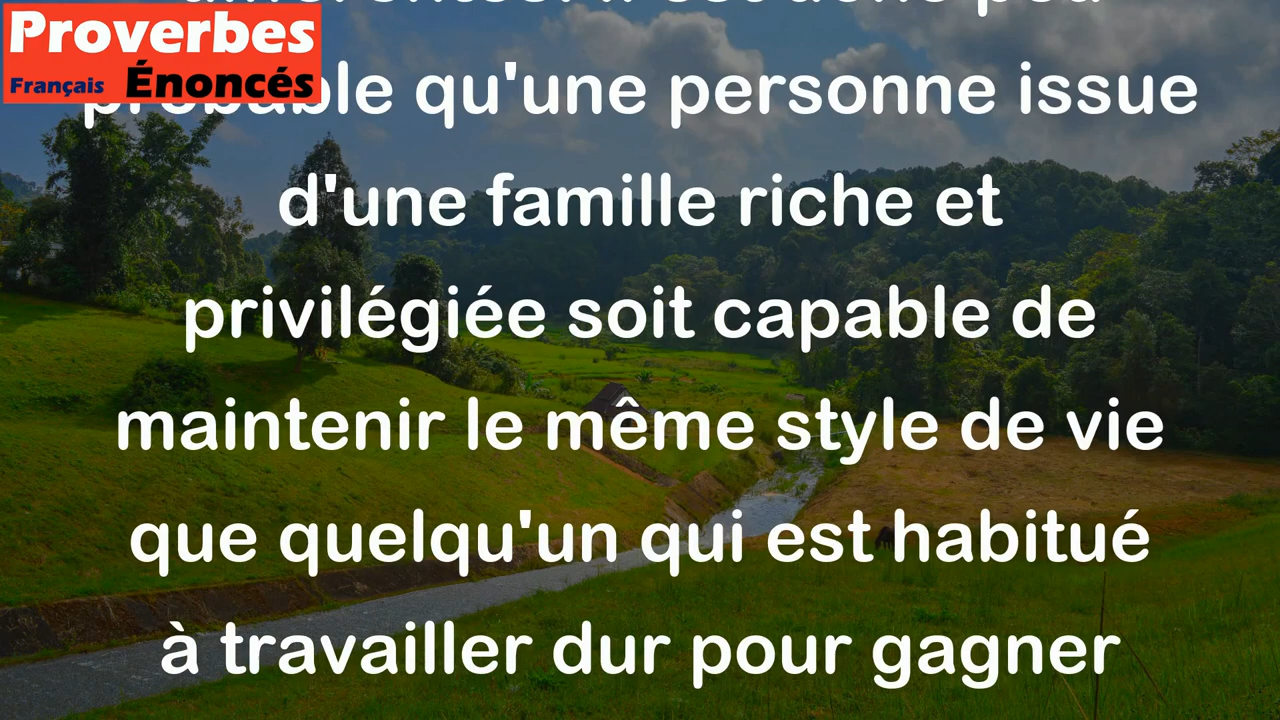 Proverbes
Français Énoncés
probable qu'une personne issue
d'une famille riche et
privilégiée soit capable de
maintenir le même style de vie
que quelqu'un qui est habitué
à travailler dur pour gagner